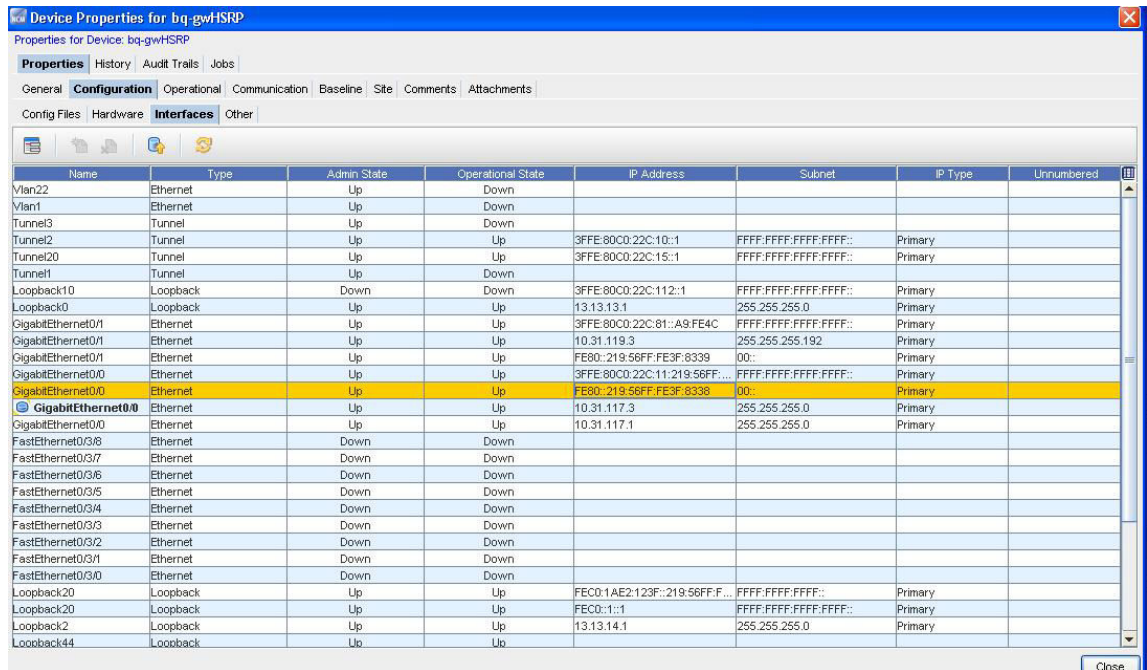 Device Properties for bq-gwHSRP
Properties for Device: bq-gwHSRP
Properties History Audit Trails Jobs
General Configuration Operational Communication Baseline Site Comments Attachments
Config Files Hardware Interfaces Other
Name Type Admin State Operational State IP Address Subnet IP Type Unnumbered
Vlan22 Ethernet Up Down
Vlan1 Ethernet Up Down
Tunnel3 Tunnel Up Down
Tunnel2 Tunnel Up Up 3FFE:80C0:22C:10::1 FFFF:FFFF:FFFF:FFFF:: Primary
Tunnel20 Tunnel Up Up 3FFE:80C0:22C:15::1 FFFF:FFFF:FFFF:FFFF:: Primary
Tunnel1 Tunnel Up Down
Loopback10 Loopback Down Down 3FFE:80C0:22C:112::1 FFFF:FFFF:FFFF:FFFF:: Primary
Loopback0 Loopback Up Up 13.13.13.1 255.255.255.0 Primary
GigabitEthernet0/1 Ethernet Up Up 3FFE:80C0:22C:81::A9:FE4C FFFF:FFFF:FFFF:FFFF:: Primary
GigabitEthernet0/1 Ethernet Up Up 10.31.119.3 255.255.255.192 Primary
GigabitEthernet0/1 Ethernet Up Up FE80::219:56FF:FE3F:8339 00:: Primary
GigabitEthernet0/0 Ethernet Up Up 3FFE:80C0:22C:11:219:56FF:... FFFF:FFFF:FFFF:FFFF:: Primary
GigabitEthernet0/0 Ethernet Up Up FE80::219:56FF:FE3F:8338 00:: Primary
GigabitEthernet0/0 Ethernet Up Up 10.31.117.3 255.255.255.0 Primary
GigabitEthernet0/0 Ethernet Up Up 10.31.117.1 255.255.255.0 Primary
FastEthernet0/3/8 Ethernet Down Down
FastEthernet0/3/7 Ethernet Down Down
FastEthernet0/3/6 Ethernet Down Down
FastEthernet0/3/5 Ethernet Down Down
FastEthernet0/3/4 Ethernet Down Down
FastEthernet0/3/3 Ethernet Down Down
FastEthernet0/3/2 Ethernet Down Down
FastEthernet0/3/1 Ethernet Down Down
FastEthernet0/3/0 Ethernet Down Down
Loopback20 Loopback Up Up FEC0:1AE2:123F::219:56FF:F... FFFF:FFFF:FFFF:: Primary
Loopback20 Loopback Up Up FEC0::1::1 FFFF:FFFF:FFFF:FFFF:: Primary
Loopback2 Loopback Up Up 13.13.14.1 255.255.255.0 Primary
Loopback44 Loopback Up Up
Close